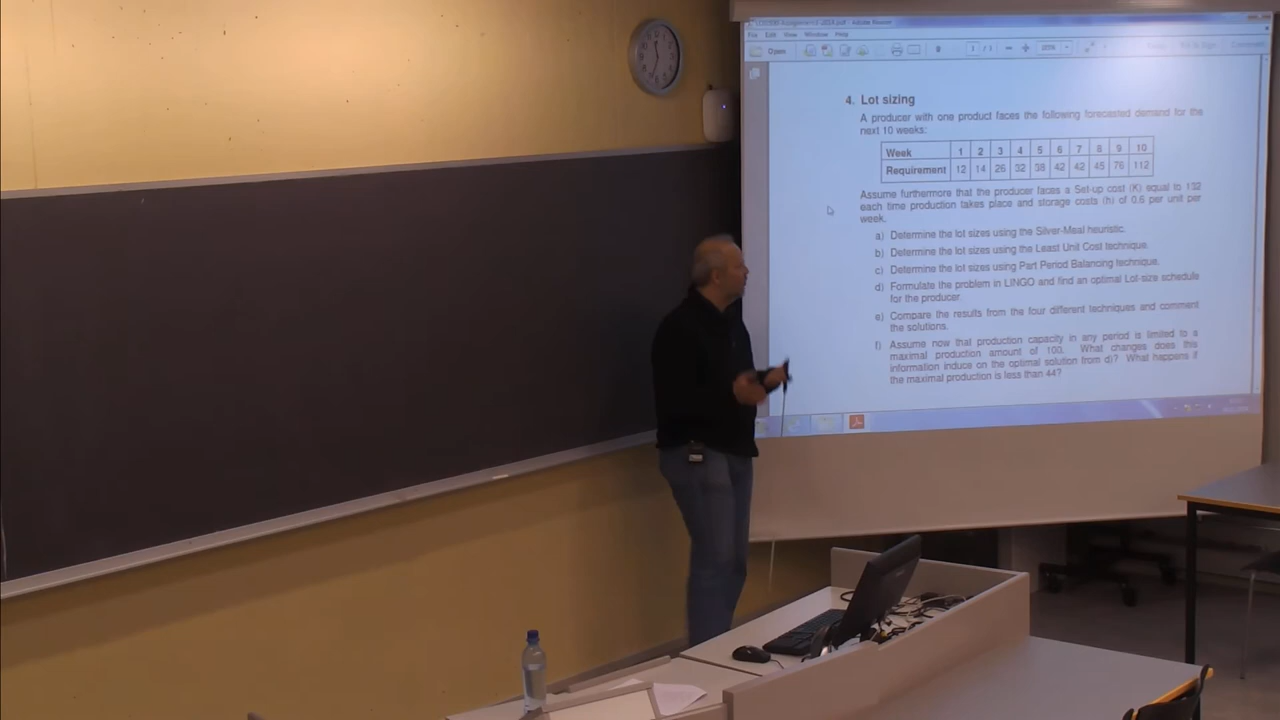 File Edit View Window Help
Open
1 / 1
4. Lot sizing
A producer with one product faces the following forecasted demand for the
next 10 weeks:
Week 1 2 3 4 5 6 7 8 9 10
Requirement 12 14 26 32 38 42 42 45 76 112
Assume furthermore that the producer faces a Set-up cost (K) equal to 132
each time production takes place and storage costs (h) of 0.6 per unit per
week.
a) Determine the lot sizes using the Silver-Meal heuristic.
b) Determine the lot sizes using the Least Unit Cost technique.
c) Determine the lot sizes using Part Period Balancing technique.
d) Formulate the problem in LINGO and find an optimal Lot-size schedule
for the producer.
e) Compare the results from the four different techniques and comment
the solutions.
f) Assume now that production capacity in any period is limited to a
maximal production amount of 100. What changes does this
information induce on the optimal solution from d)? What happens if
the maximal production is less than 44?